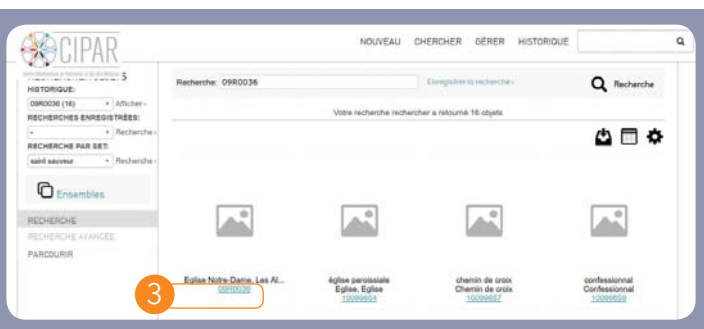 CIPAR
NOUVEAU CHERCHER GÉRER HISTORIQUE
HISTORIQUE:
09R0036 (16) Afficher ›
RECHERCHES ENREGISTRÉES:
- Recherche ›
RECHERCHE PAR SET:
saint sauveur Recherche ›
Ensembles
RECHERCHE
RECHERCHE AVANCÉE
PARCOURIR
Recherche: 09R0036 Enregistrer la recherche › Recherche
Votre recherche rechercher a retourné 16 objets.
Eglise Notre-Dame, Les Al...
09R0036
église paroissiale
Eglise, Eglise
10099651
chemin de croix
Chemin de croix
10099657
confessionnal
Confessionnal
10099659
3